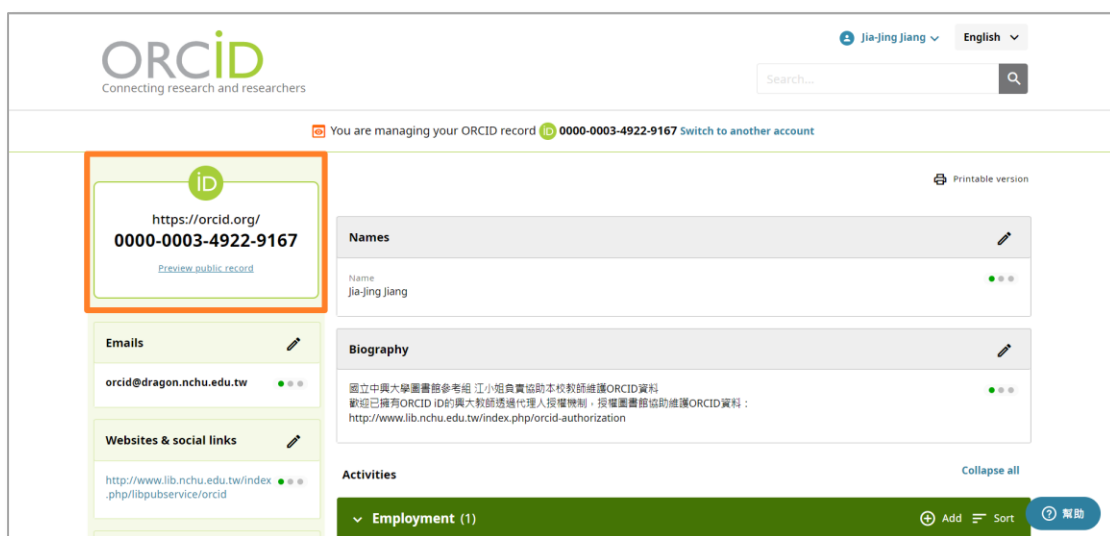 ORCiD
Connecting research and researchers
Jia-Jing Jiang
English
Search...
You are managing your ORCID record iD 0000-0003-4922-9167 Switch to another account
iD
https://orcid.org/
0000-0003-4922-9167
Preview public record
Emails
orcid@dragon.nchu.edu.tw
Websites & social links
http://www.lib.nchu.edu.tw/index
.php/libpubservice/orcid
Printable version
Names
Name
Jia-Jing Jiang
Biography
國立中興大學圖書館參考組 江小姐負責協助本校教師維護ORCID資料
歡迎已擁有ORCID iD的興大教師透過代理人授權機制，授權圖書館協助維護ORCID資料：
http://www.lib.nchu.edu.tw/index.php/orcid-authorization
Activities
Collapse all
Employment (1)
Add
Sort
幫助